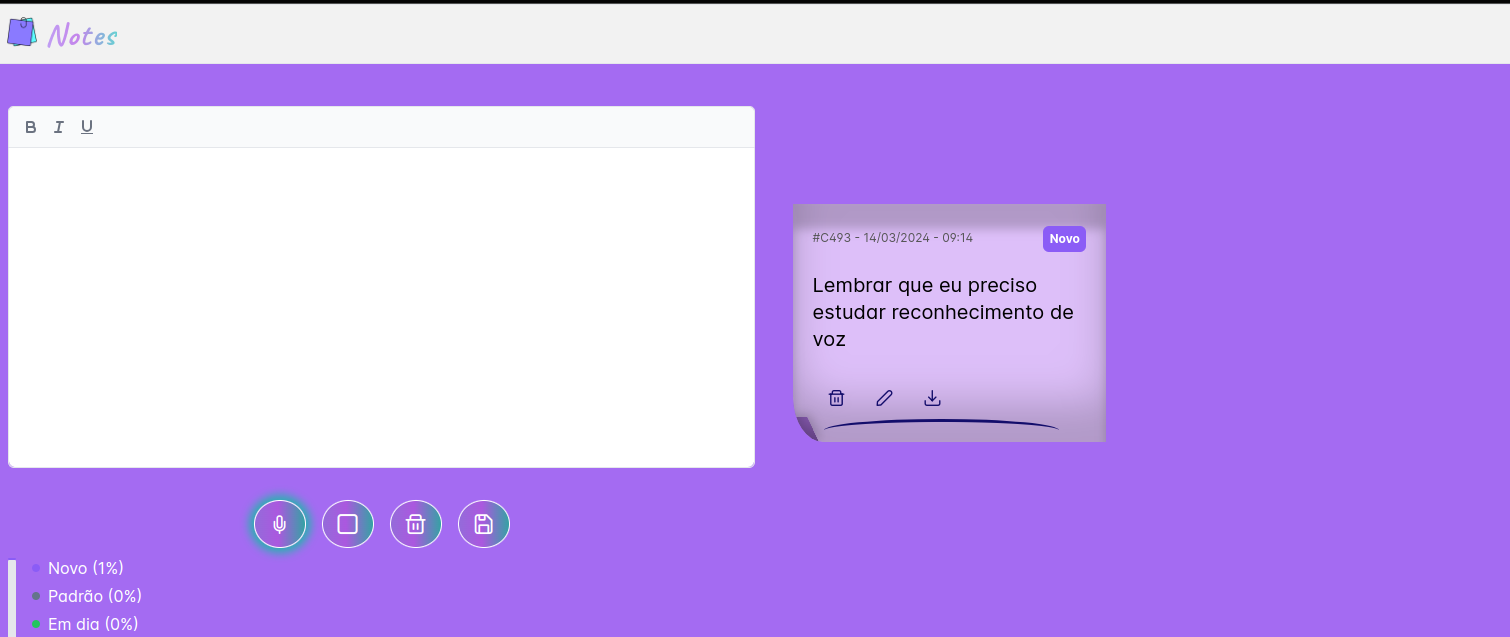 Notes
B I U
#C493 - 14/03/2024 - 09:14
Novo
Lembrar que eu preciso
estudar reconhecimento de
voz
Novo (1%)
Padrão (0%)
Em dia (0%)